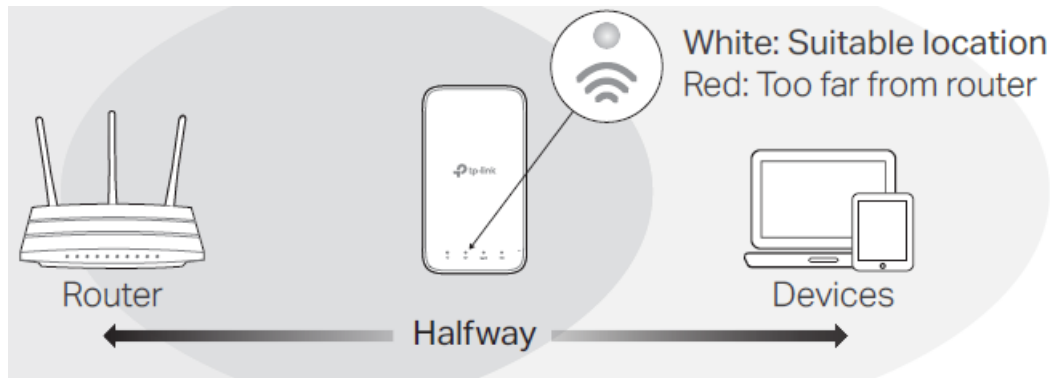 White: Suitable location
Red: Too far from router
tp-link
Router
Devices
Halfway